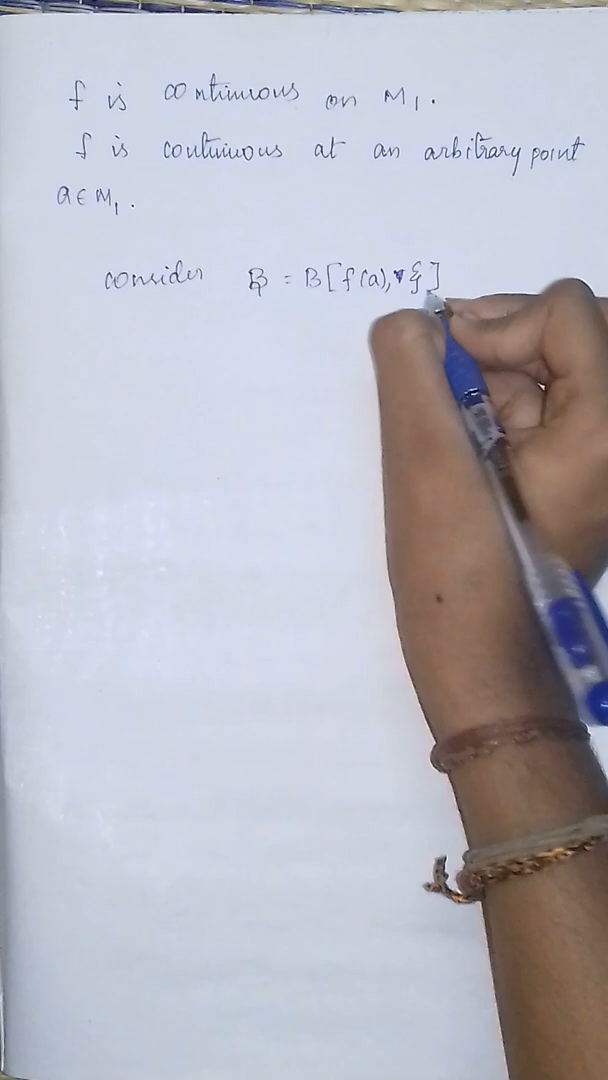 f is continuous on M₁.
f is continuous at an arbitrary point
a ∈ M₁.
consider B = B[f(a), ξ]